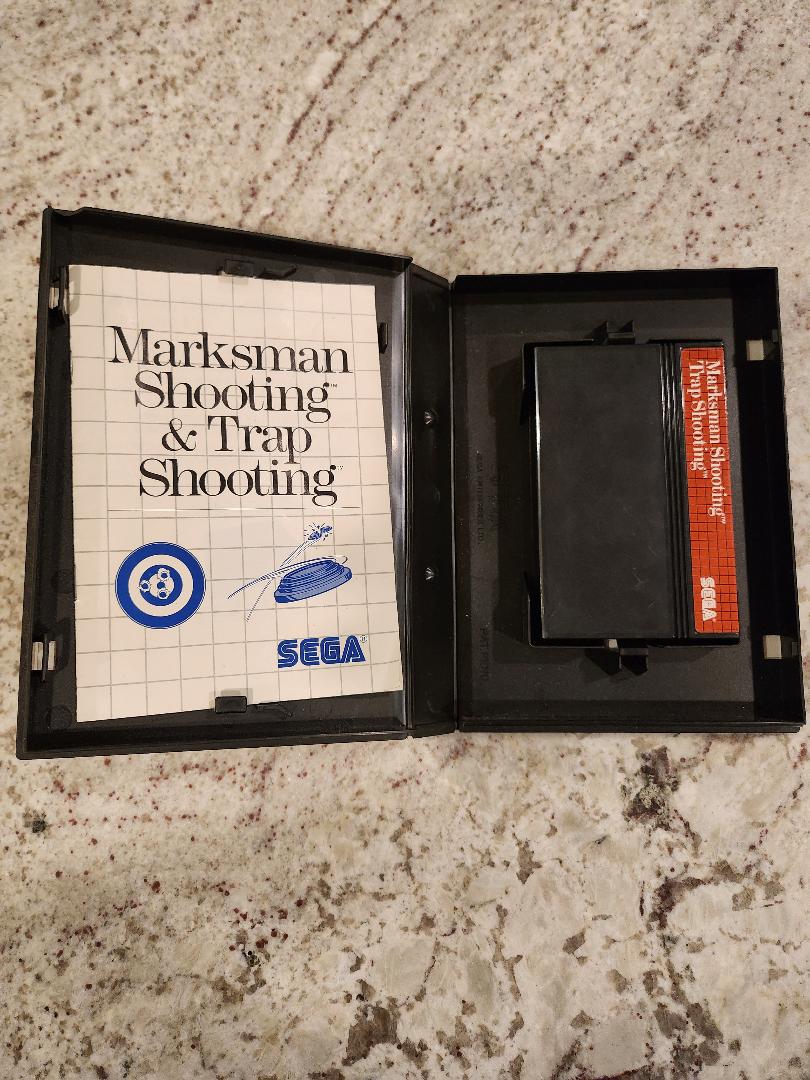 Marksman
Shooting™
& Trap
Shooting™
SEGA®
Marksman Shooting™
Trap Shooting™
SEGA